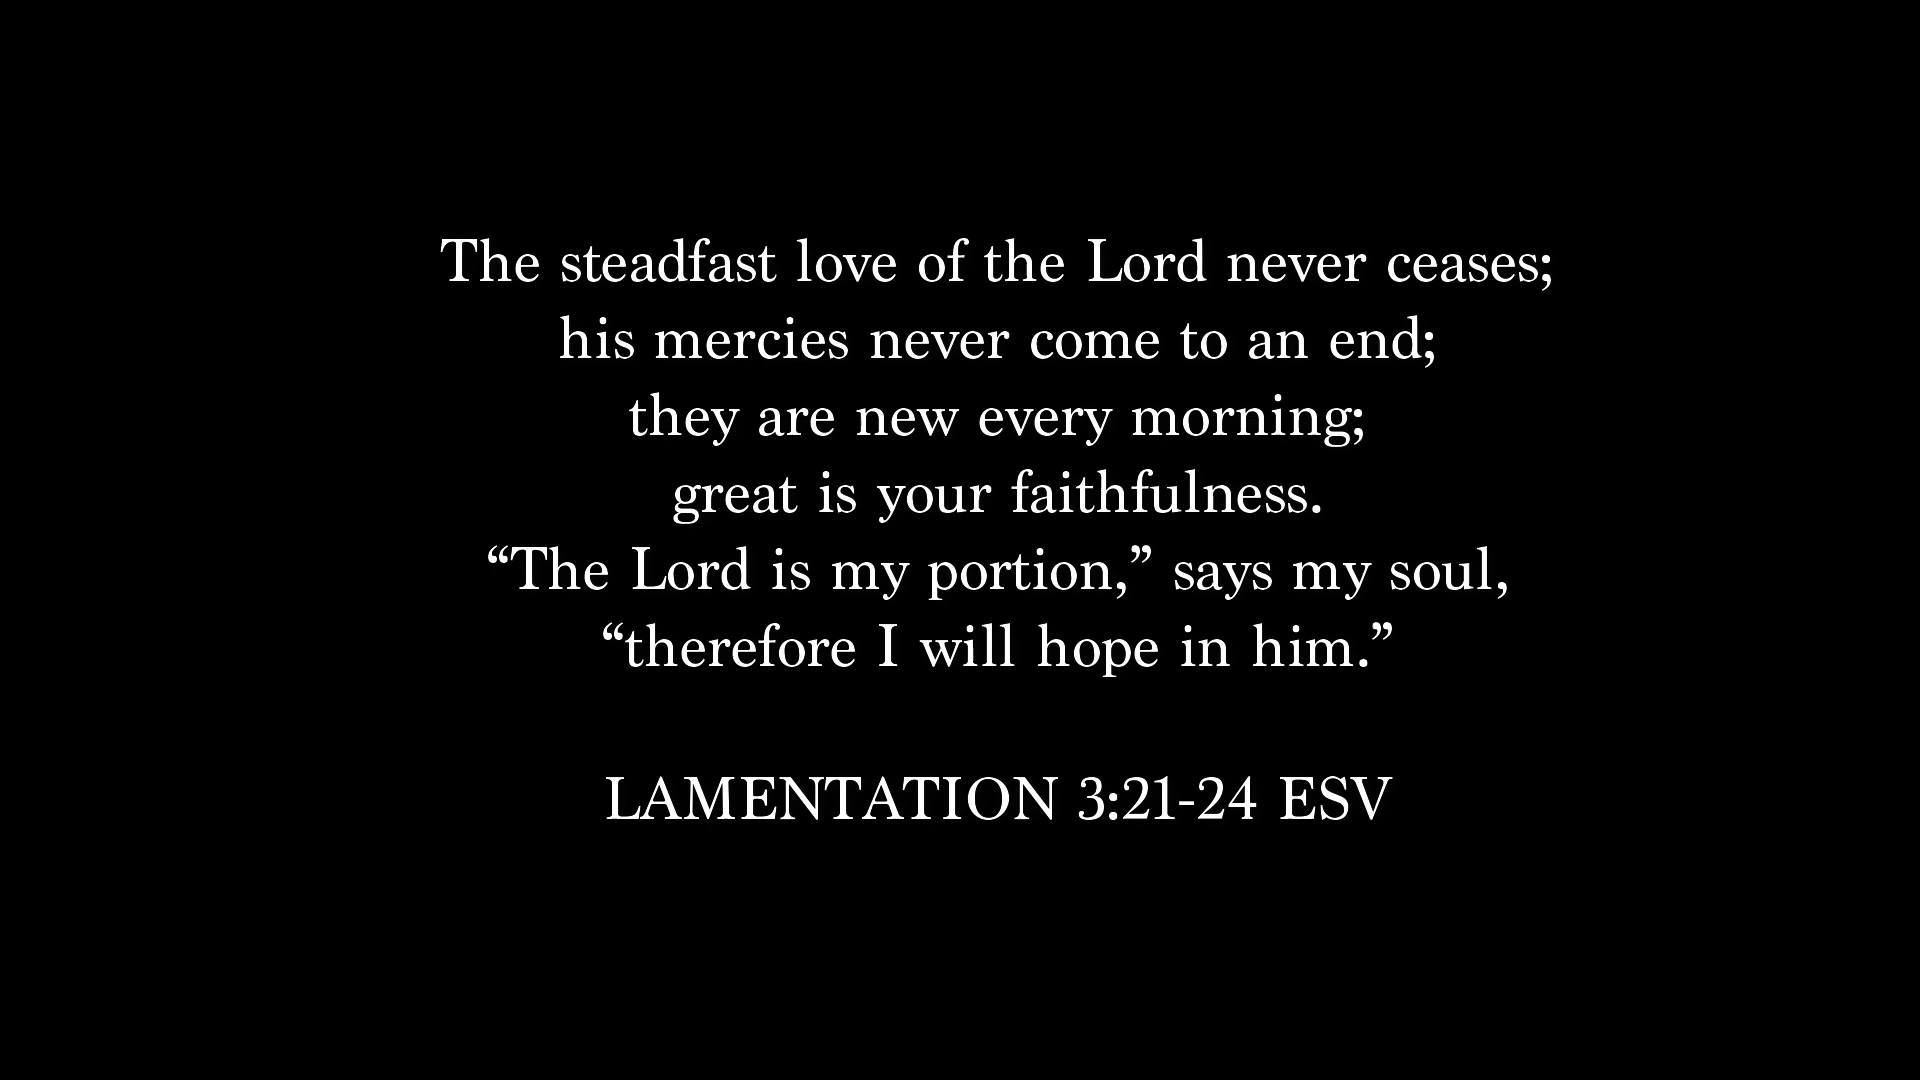 The steadfast love of the Lord never ceases;
his mercies never come to an end;
they are new every morning;
great is your faithfulness.
“The Lord is my portion,” says my soul,
“therefore I will hope in him.”
LAMENTATION 3:21-24 ESV